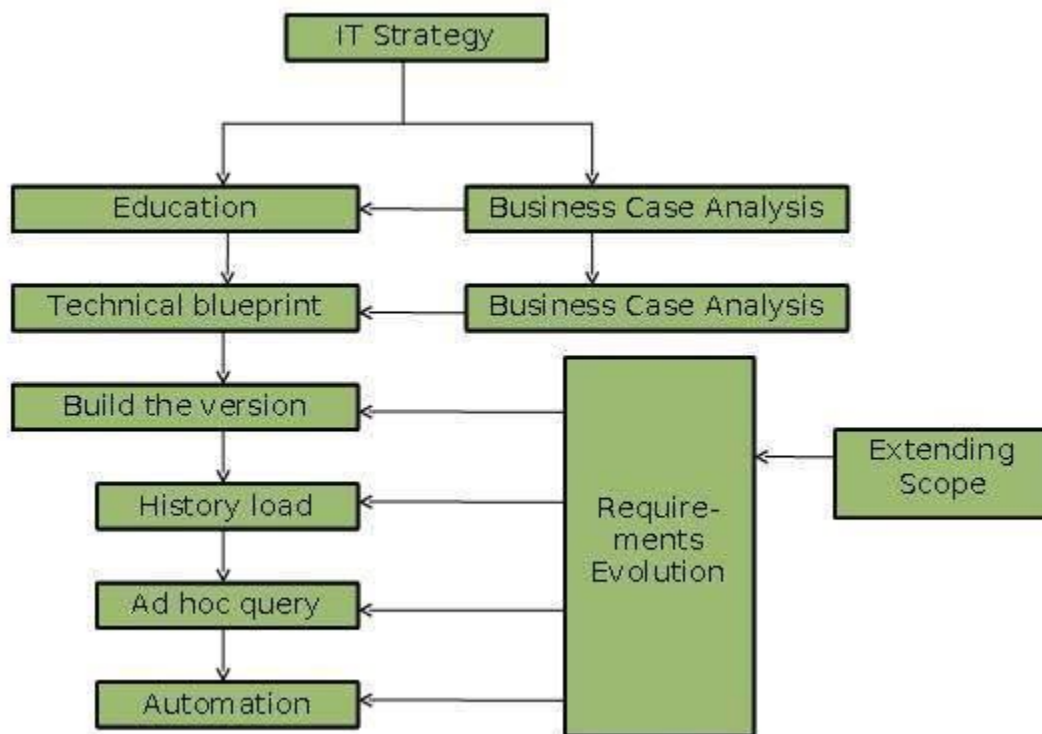 IT Strategy
Education
Business Case Analysis
Technical blueprint
Business Case Analysis
Build the version
History load
Ad hoc query
Automation
Require-
ments
Evolution
Extending
Scope